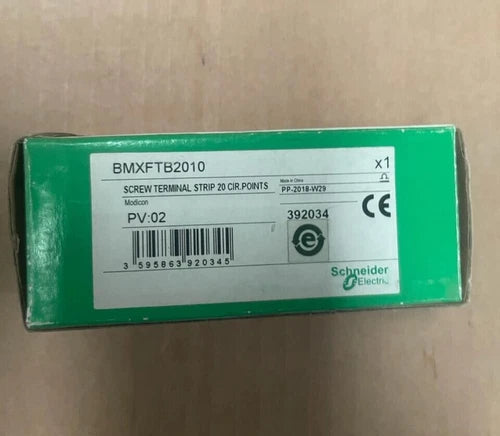 BMXFTB2010 x1
SCREW TERMINAL STRIP 20 CIR.POINTS
Made in China
PP-2018-W29
Modicon
PV:02
392034
CE
e
3 595863 920345
Schneider
Electric